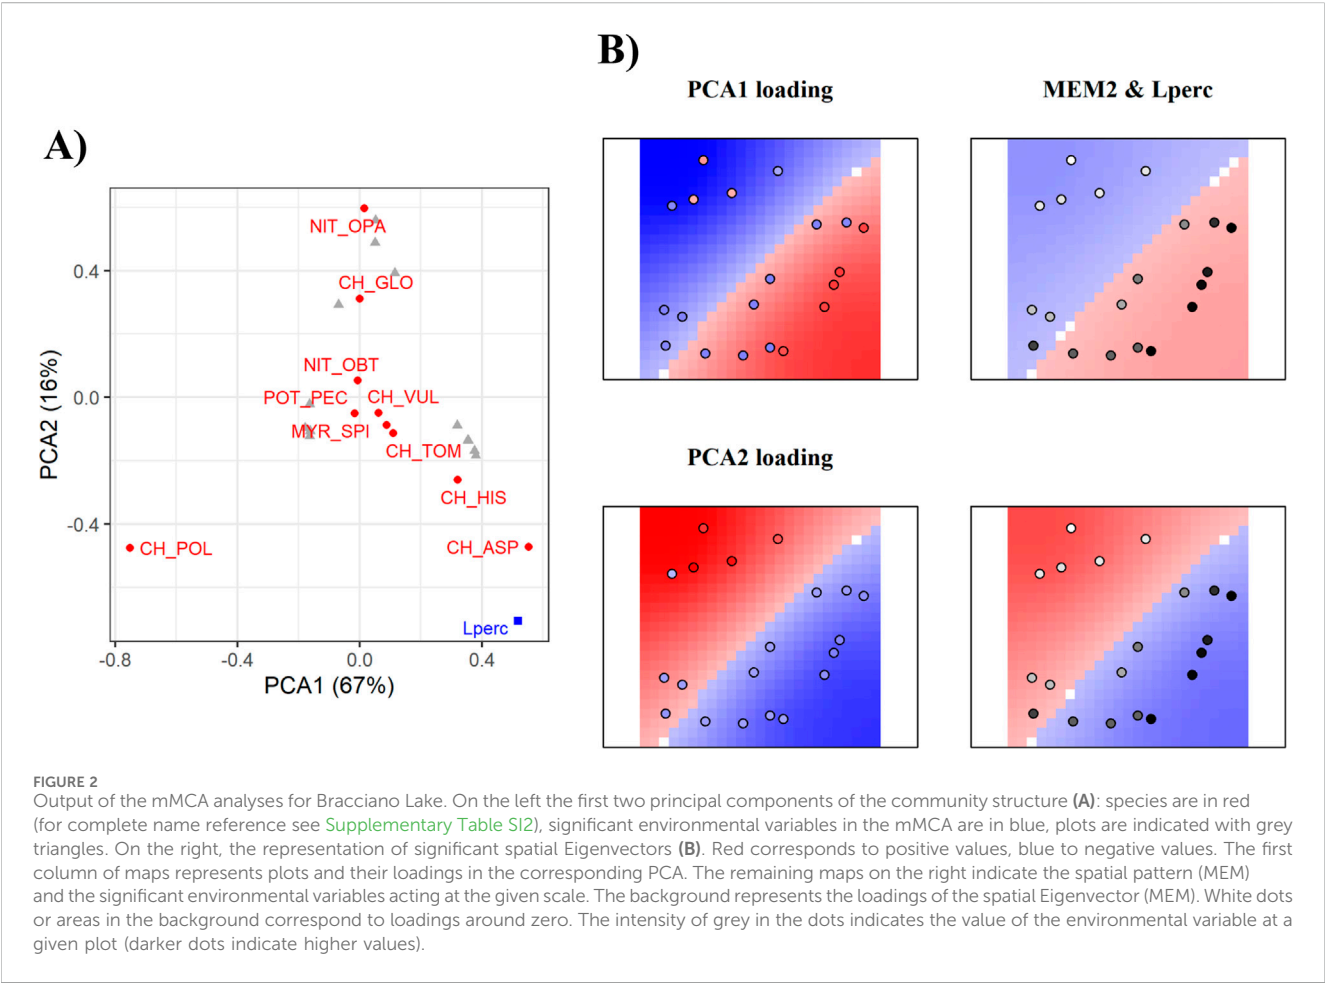 B)
PCA1 loading
MEM2 & Lperc
A)
NIT_OPA
CH_GLO
NIT_OBT
POT_PEC
CH_VUL
MYR_SPI
CH_TOM
CH_HIS
CH_POL
CH_ASP
Lperc
0.4
0.0
-0.4
PCA2 (16%)
-0.8
-0.4
0.0
0.4
PCA1 (67%)
PCA2 loading
FIGURE 2
Output of the mMCA analyses for Bracciano Lake. On the left the first two principal components of the community structure (A): species are in red
(for complete name reference see Supplementary Table SI2), significant environmental variables in the mMCA are in blue, plots are indicated with grey
triangles. On the right, the representation of significant spatial Eigenvectors (B). Red corresponds to positive values, blue to negative values. The first
column of maps represents plots and their loadings in the corresponding PCA. The remaining maps on the right indicate the spatial pattern (MEM)
and the significant environmental variables acting at the given scale. The background represents the loadings of the spatial Eigenvector (MEM). White dots
or areas in the background correspond to loadings around zero. The intensity of grey in the dots indicates the value of the environmental variable at a
given plot (darker dots indicate higher values).